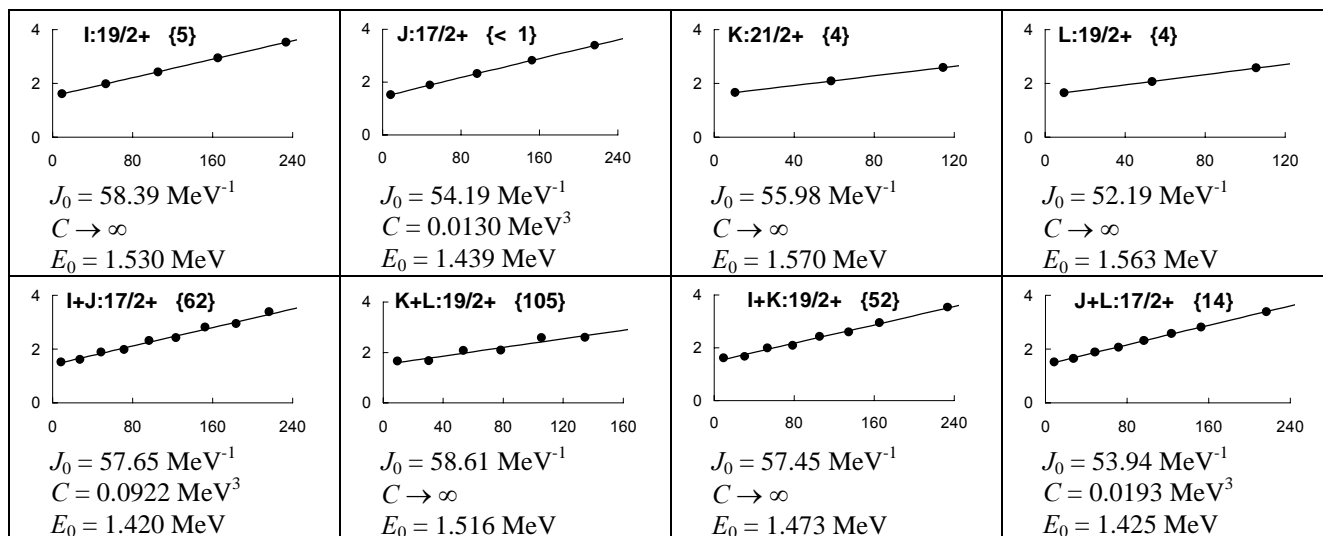 I:19/2+ {5}
4
2
0
0 80 160 240
J₀ = 58.39 MeV⁻¹
C → ∞
E₀ = 1.530 MeV
J:17/2+ {< 1}
4
2
0
0 80 160 240
J₀ = 54.19 MeV⁻¹
C = 0.0130 MeV³
E₀ = 1.439 MeV
K:21/2+ {4}
4
2
0
0 40 80 120
J₀ = 55.98 MeV⁻¹
C → ∞
E₀ = 1.570 MeV
L:19/2+ {4}
4
2
0
0 40 80 120
J₀ = 52.19 MeV⁻¹
C → ∞
E₀ = 1.563 MeV
I+J:17/2+ {62}
4
2
0
0 80 160 240
J₀ = 57.65 MeV⁻¹
C = 0.0922 MeV³
E₀ = 1.420 MeV
K+L:19/2+ {105}
4
2
0
0 40 80 120 160
J₀ = 58.61 MeV⁻¹
C → ∞
E₀ = 1.516 MeV
I+K:19/2+ {52}
4
2
0
0 80 160 240
J₀ = 57.45 MeV⁻¹
C → ∞
E₀ = 1.473 MeV
J+L:17/2+ {14}
4
2
0
0 80 160 240
J₀ = 53.94 MeV⁻¹
C = 0.0193 MeV³
E₀ = 1.425 MeV